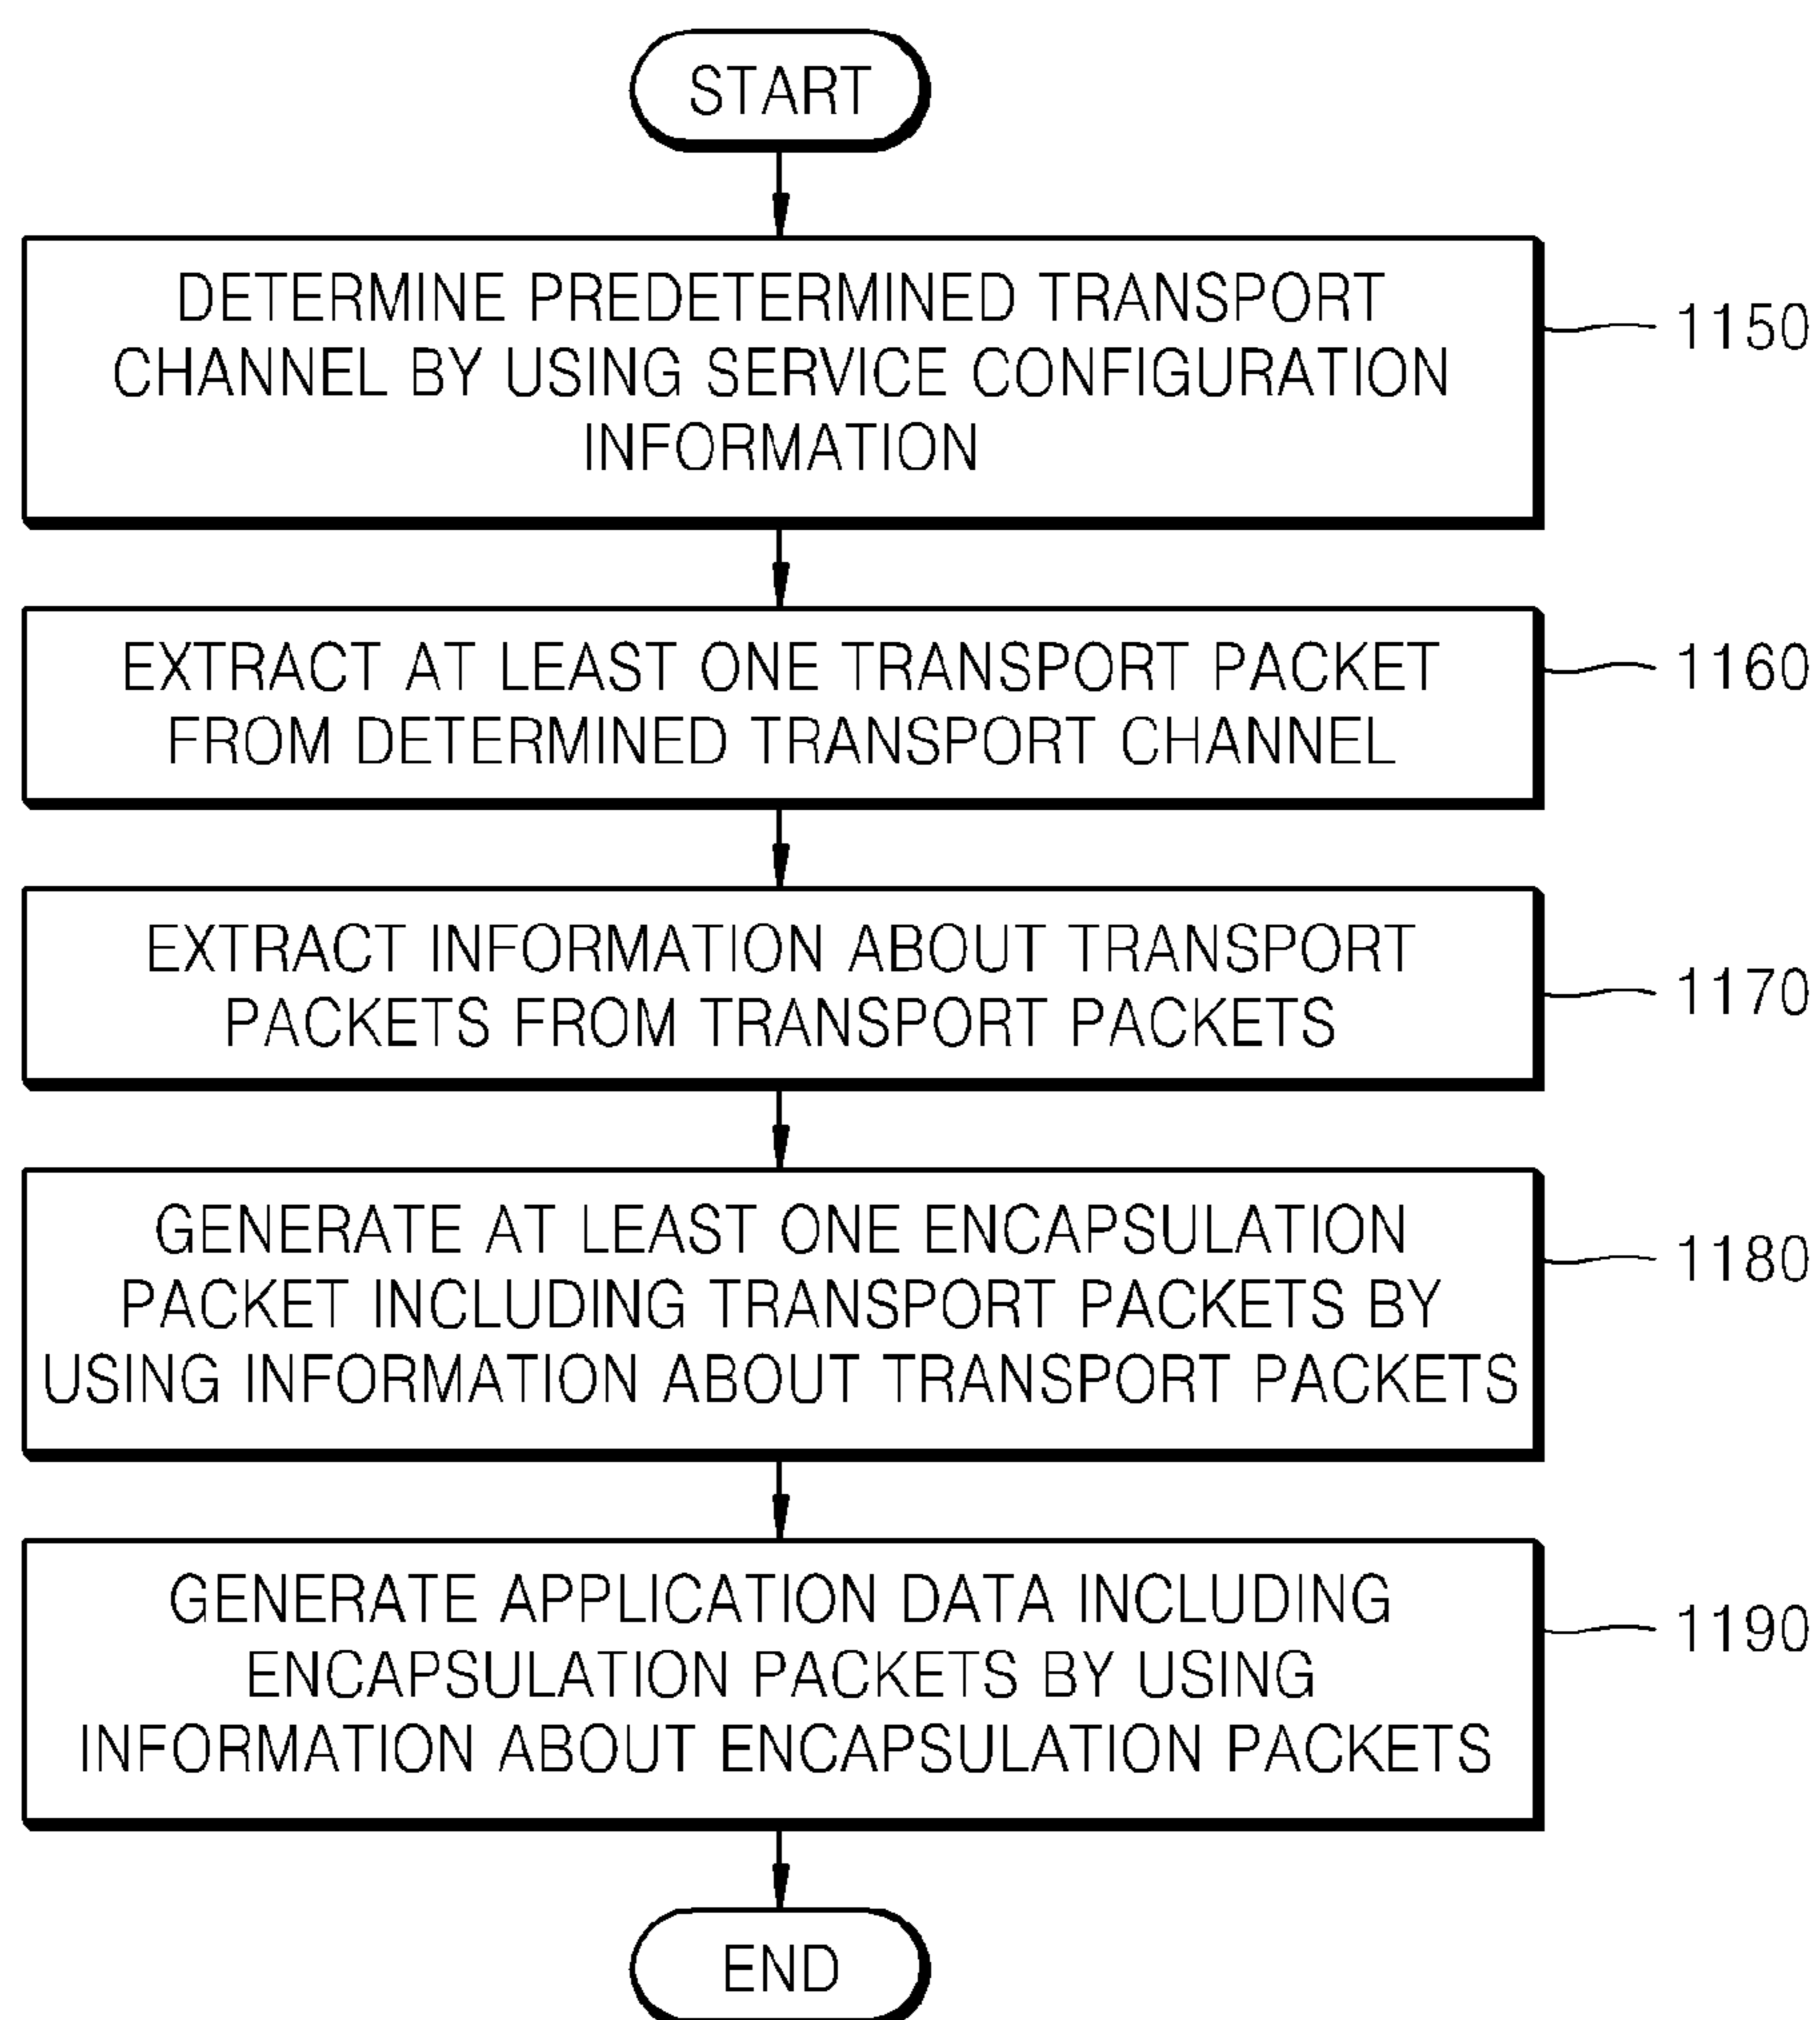 START
DETERMINE PREDETERMINED TRANSPORT
CHANNEL BY USING SERVICE CONFIGURATION
INFORMATION
1150
EXTRACT AT LEAST ONE TRANSPORT PACKET
FROM DETERMINED TRANSPORT CHANNEL
1160
EXTRACT INFORMATION ABOUT TRANSPORT
PACKETS FROM TRANSPORT PACKETS
1170
GENERATE AT LEAST ONE ENCAPSULATION
PACKET INCLUDING TRANSPORT PACKETS BY
USING INFORMATION ABOUT TRANSPORT PACKETS
1180
GENERATE APPLICATION DATA INCLUDING
ENCAPSULATION PACKETS BY USING
INFORMATION ABOUT ENCAPSULATION PACKETS
1190
END